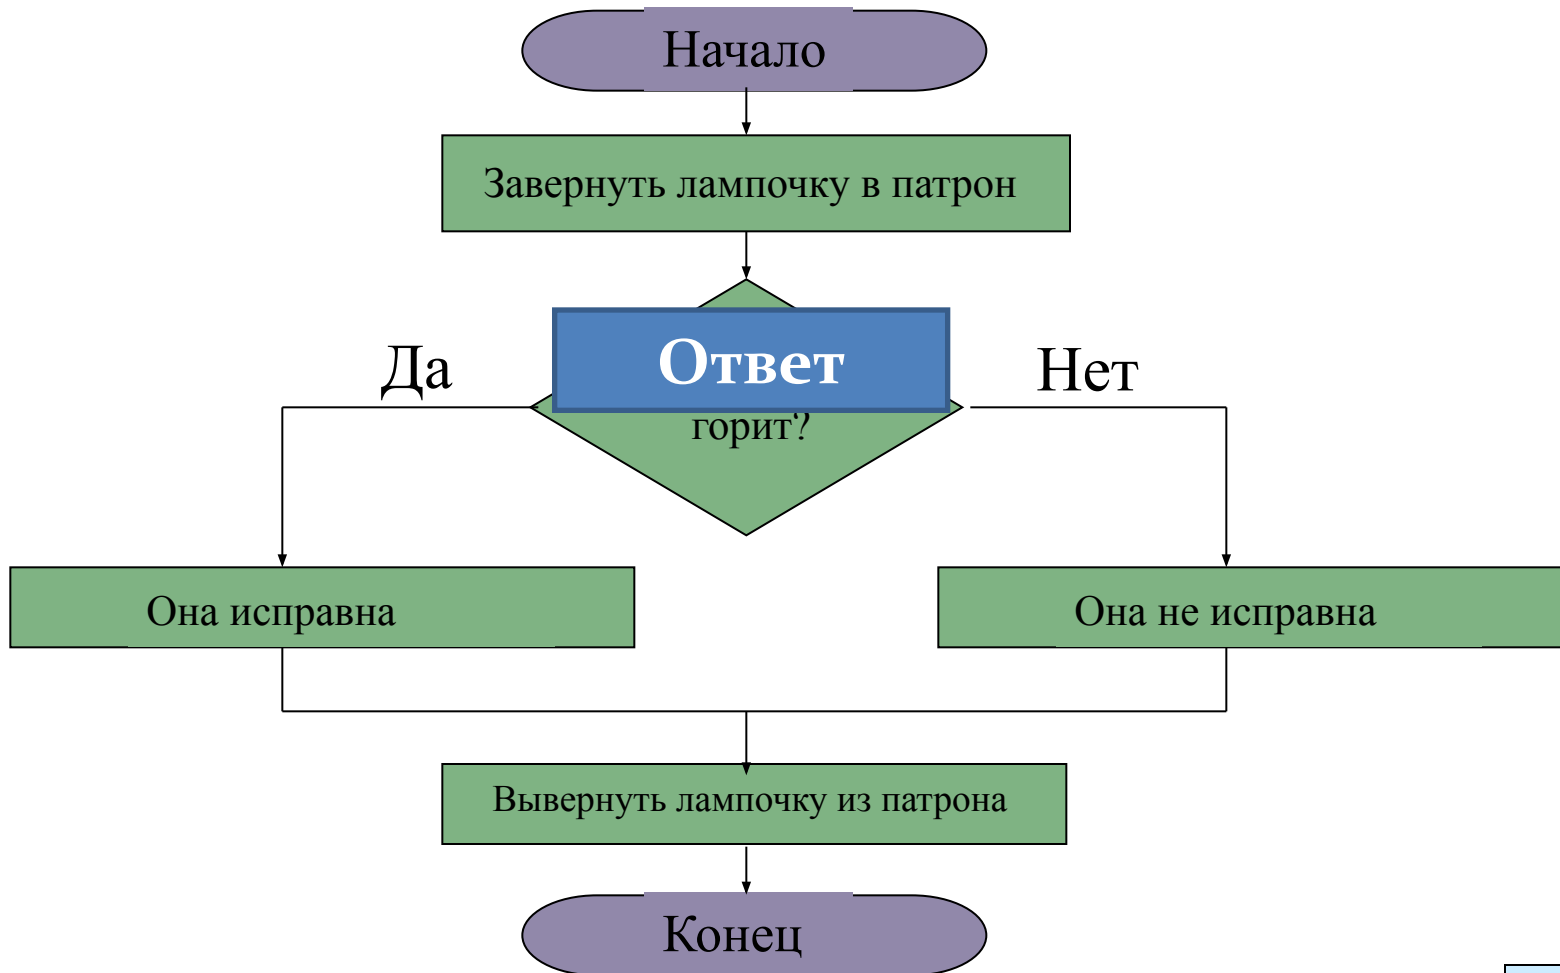 Начало
Завернуть лампочку в патрон
Да
Ответ
Нет
горит?
Она исправна
Она не исправна
Вывернуть лампочку из патрона
Конец